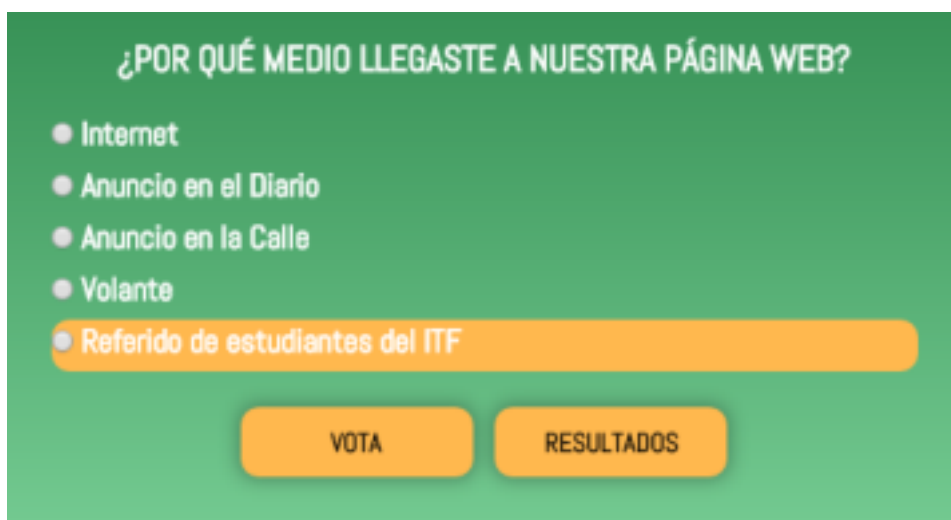 ¿POR QUÉ MEDIO LLEGASTE A NUESTRA PÁGINA WEB?
Internet
Anuncio en el Diario
Anuncio en la Calle
Volante
Referido de estudiantes del ITF
VOTA
RESULTADOS